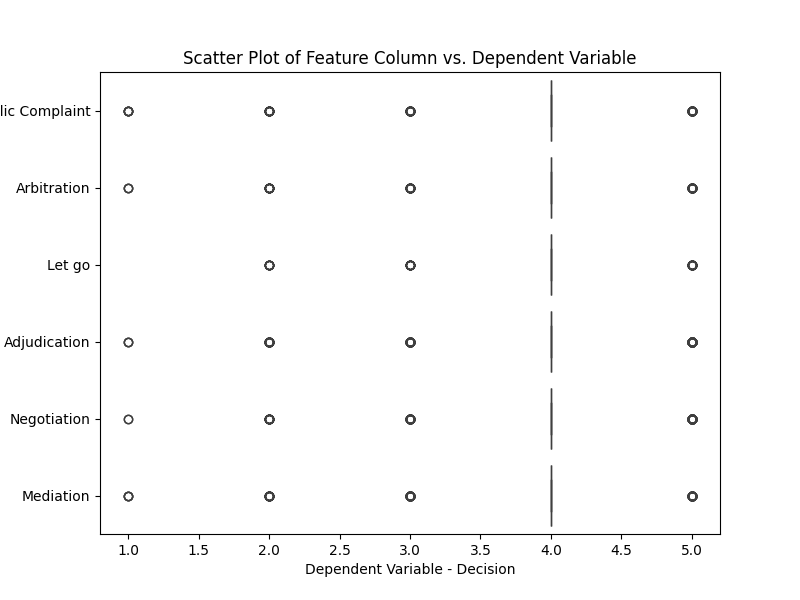 Scatter Plot of Feature Column vs. Dependent Variable
lic Complaint
Arbitration
Let go
Adjudication
Negotiation
Mediation
1.0 1.5 2.0 2.5 3.0 3.5 4.0 4.5 5.0
Dependent Variable - Decision